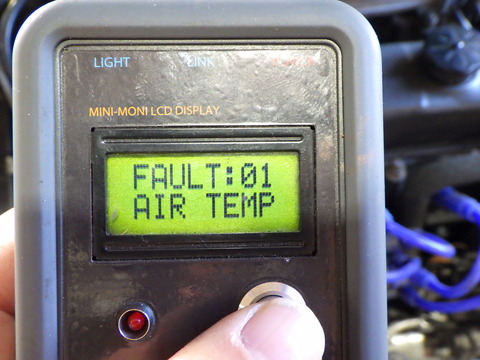 LIGHT LINK
MINI-MONI LCD DISPLAY
FAULT:01
AIR TEMP